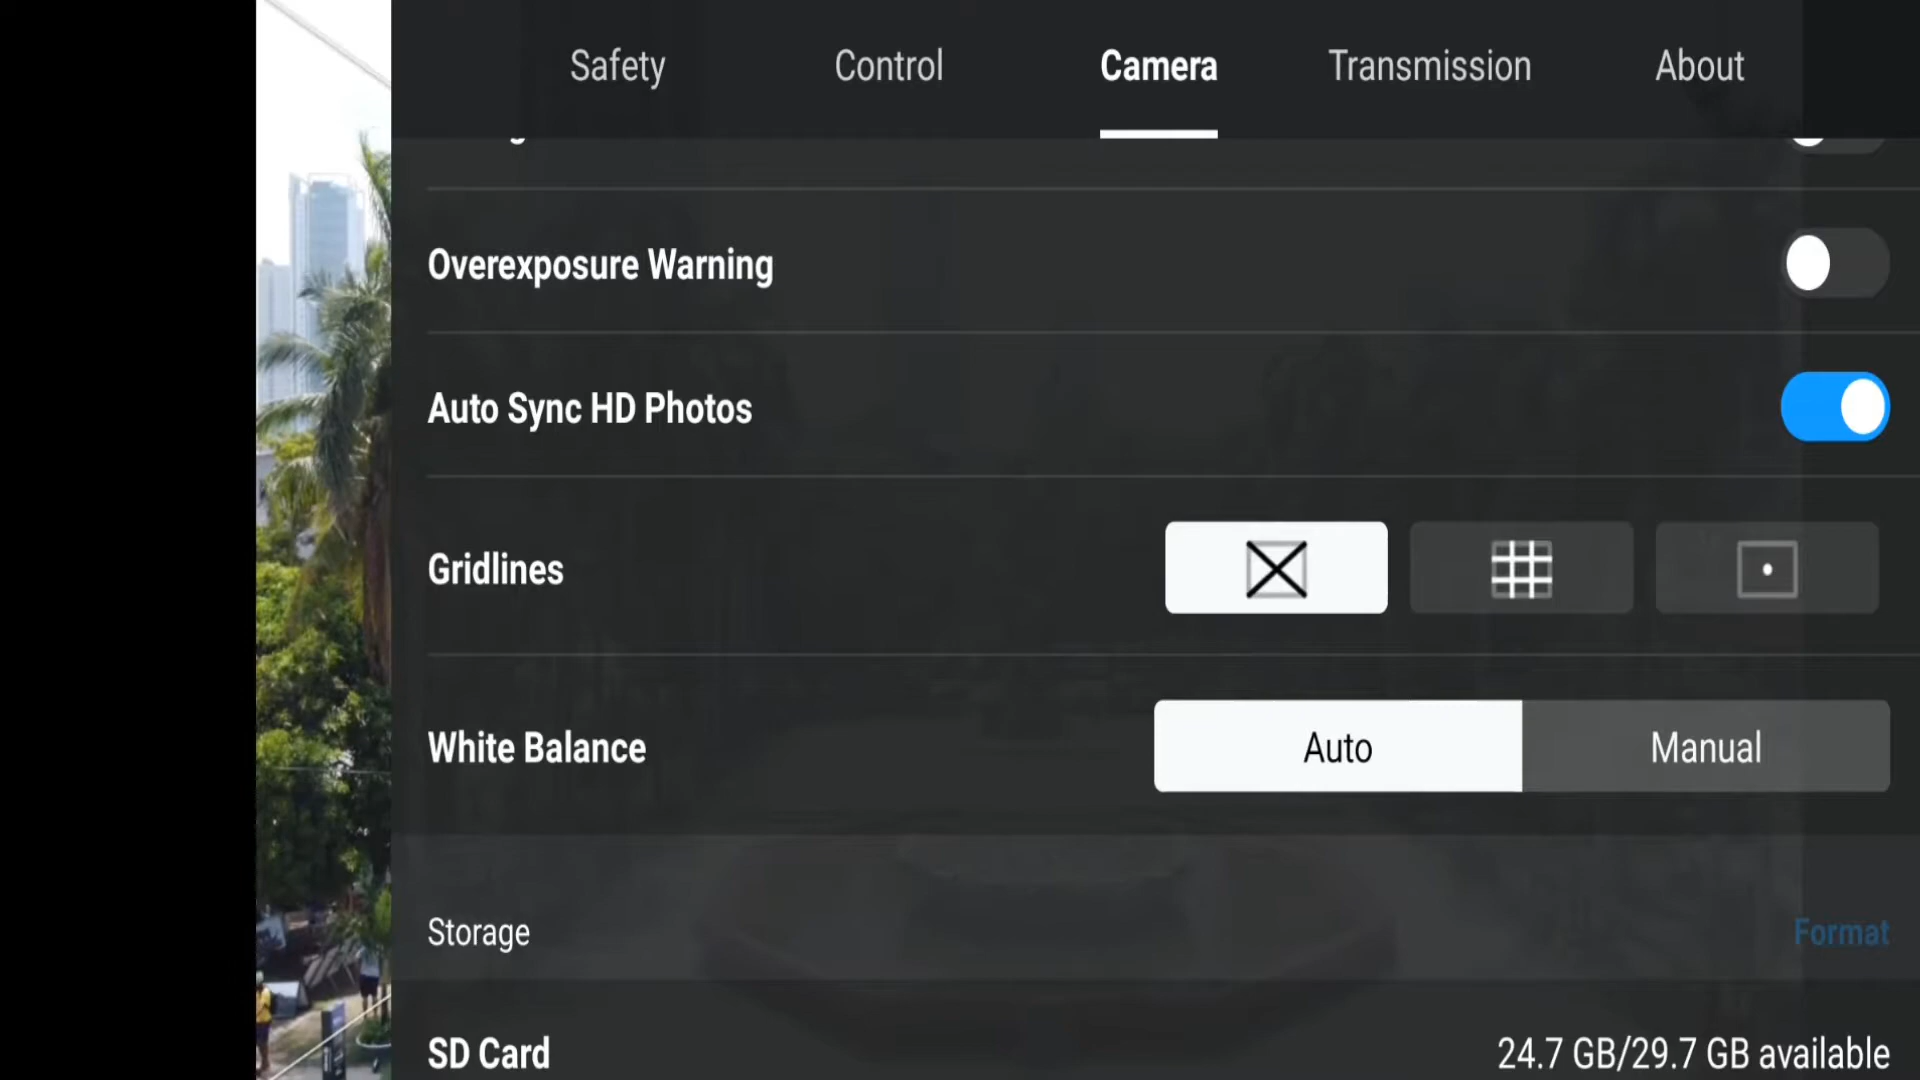 Safety Control Camera Transmission About
Overexposure Warning
Auto Sync HD Photos
Gridlines
White Balance Auto Manual
Storage Format
SD Card 24.7 GB/29.7 GB available